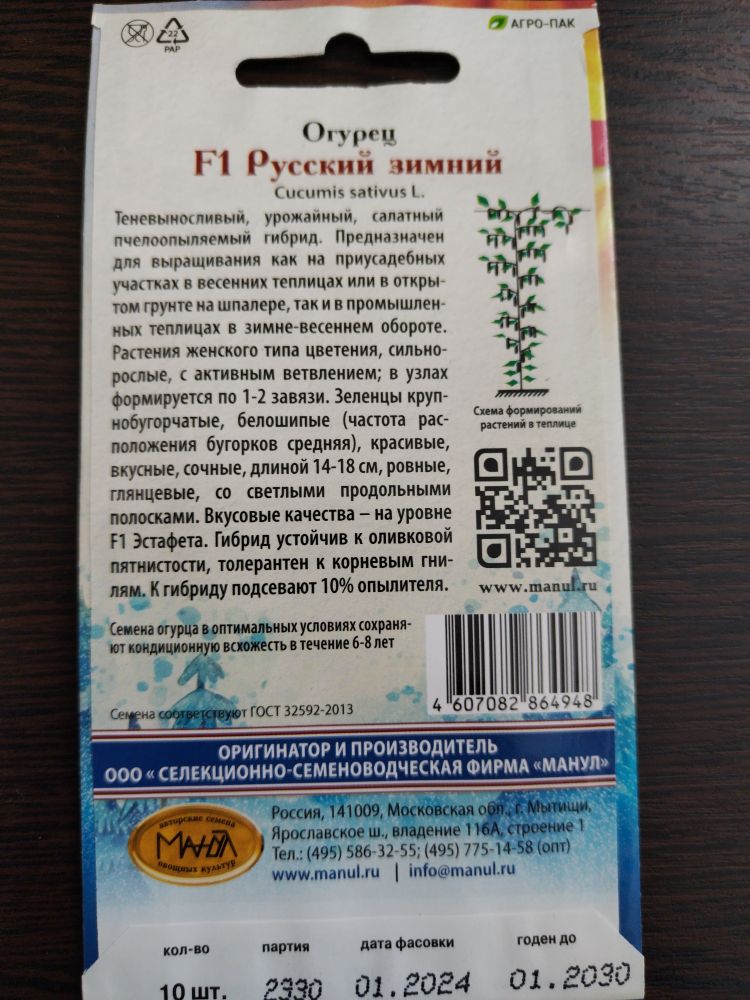 АГРО-ПАК
22
PAP
Огурец
F1 Русский зимний
Cucumis sativus L.
Теневыносливый, урожайный, салатный
пчелоопыляемый гибрид. Предназначен
для выращивания как на приусадебных
участках в весенних теплицах или в откры-
том грунте на шпалере, так и в промышлен-
ных теплицах в зимне-весеннем обороте.
Растения женского типа цветения, сильно-
рослые, с активным ветвлением; в узлах
формируется по 1-2 завязи. Зеленцы круп-
нобугорчатые, белошипые (частота рас-
положения бугорков средняя), красивые,
вкусные, сочные, длиной 14-18 см, ровные,
глянцевые, со светлыми продольными
полосками. Вкусовые качества – на уровне
F1 Эстафета. Гибрид устойчив к оливковой
пятнистости, толерантен к корневым гни-
лям. К гибриду подсевают 10% опылителя.
Схема формирований
растений в теплице
www.manul.ru
Семена огурца в оптимальных условиях сохраня-
ют кондиционную всхожесть в течение 6-8 лет
4 607082 864948
Семена соответствуют ГОСТ 32592-2013
ОРИГИНАТОР И ПРОИЗВОДИТЕЛЬ
ООО « СЕЛЕКЦИОННО-СЕМЕНОВОДЧЕСКАЯ ФИРМА «МАНУЛ»
авторские семена
МАНУЛ
овощных культур
Россия, 141009, Московская обл., г. Мытищи,
Ярославское ш., владение 116А, строение 1
Тел.: (495) 586-32-55; (495) 775-14-58 (опт)
www.manul.ru | info@manul.ru
кол-во партия дата фасовки годен до
10 шт. 2330 01.2024 01.2030